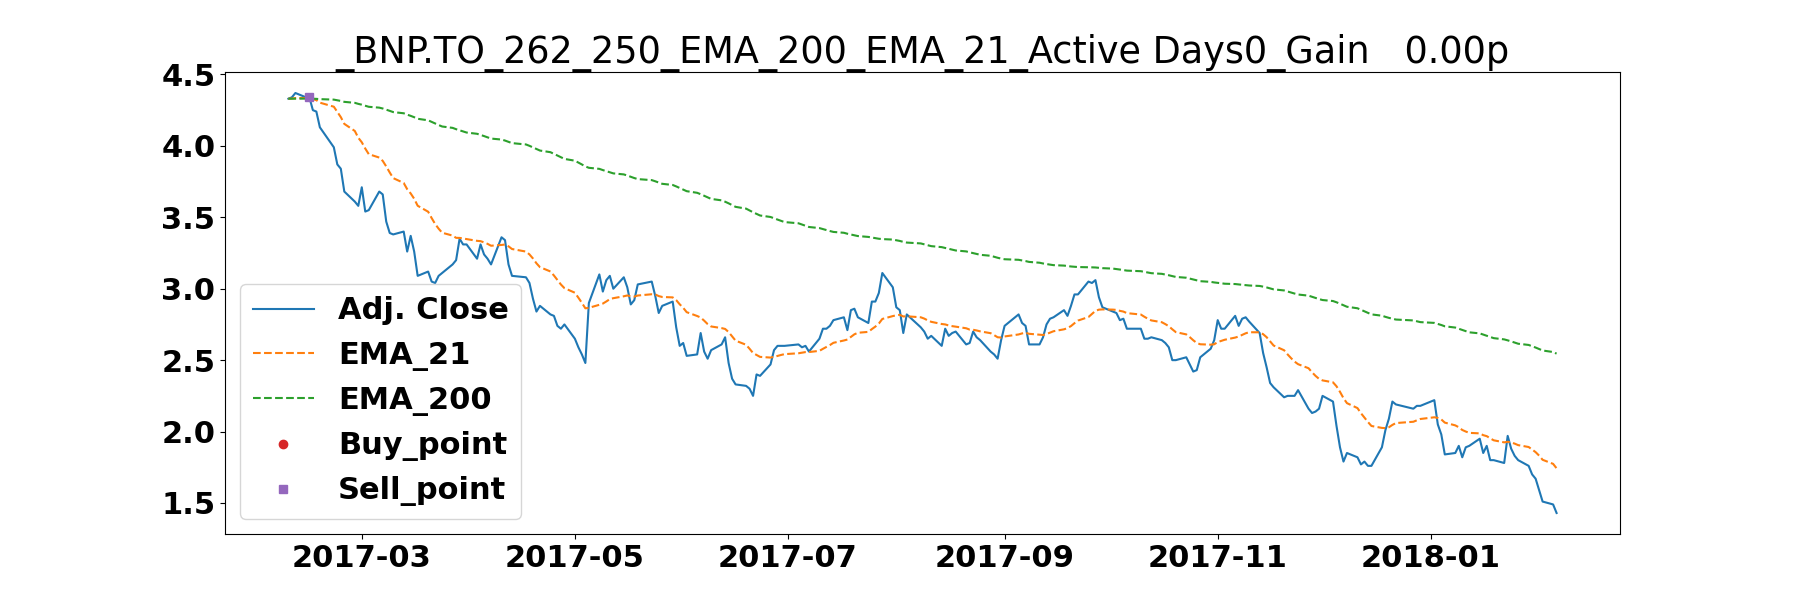 _BNP.TO_262_250_EMA_200_EMA_21_Active Days0_Gain   0.00p
4.5
4.0
3.5
3.0
2.5
2.0
1.5
Adj. Close
EMA_21
EMA_200
Buy_point
Sell_point
2017-03 2017-05 2017-07 2017-09 2017-11 2018-01